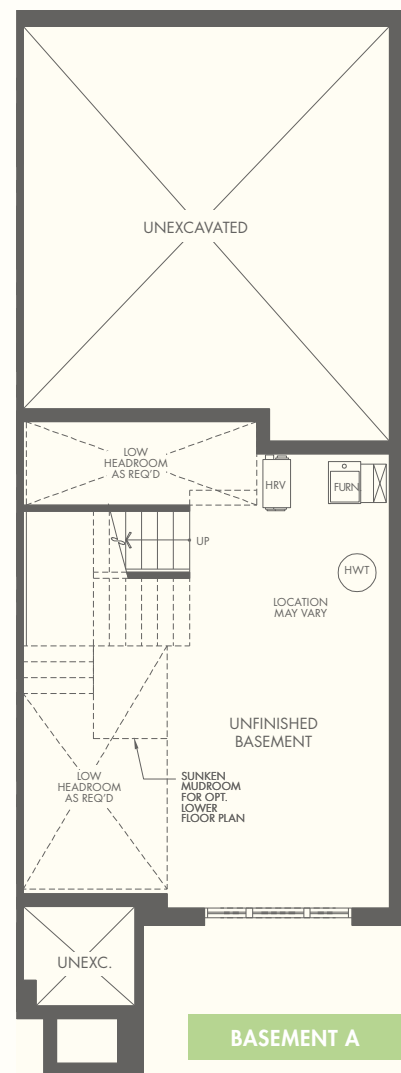 UNEXCAVATED
LOW
HEADROOM
AS REQ'D
HRV
FURN.
UP
HWT
LOCATION
MAY VARY
UNFINISHED
BASEMENT
LOW
HEADROOM
AS REQ'D
SUNKEN
MUDROOM
FOR OPT.
LOWER
FLOOR PLAN
UNEXC.
BASEMENT A